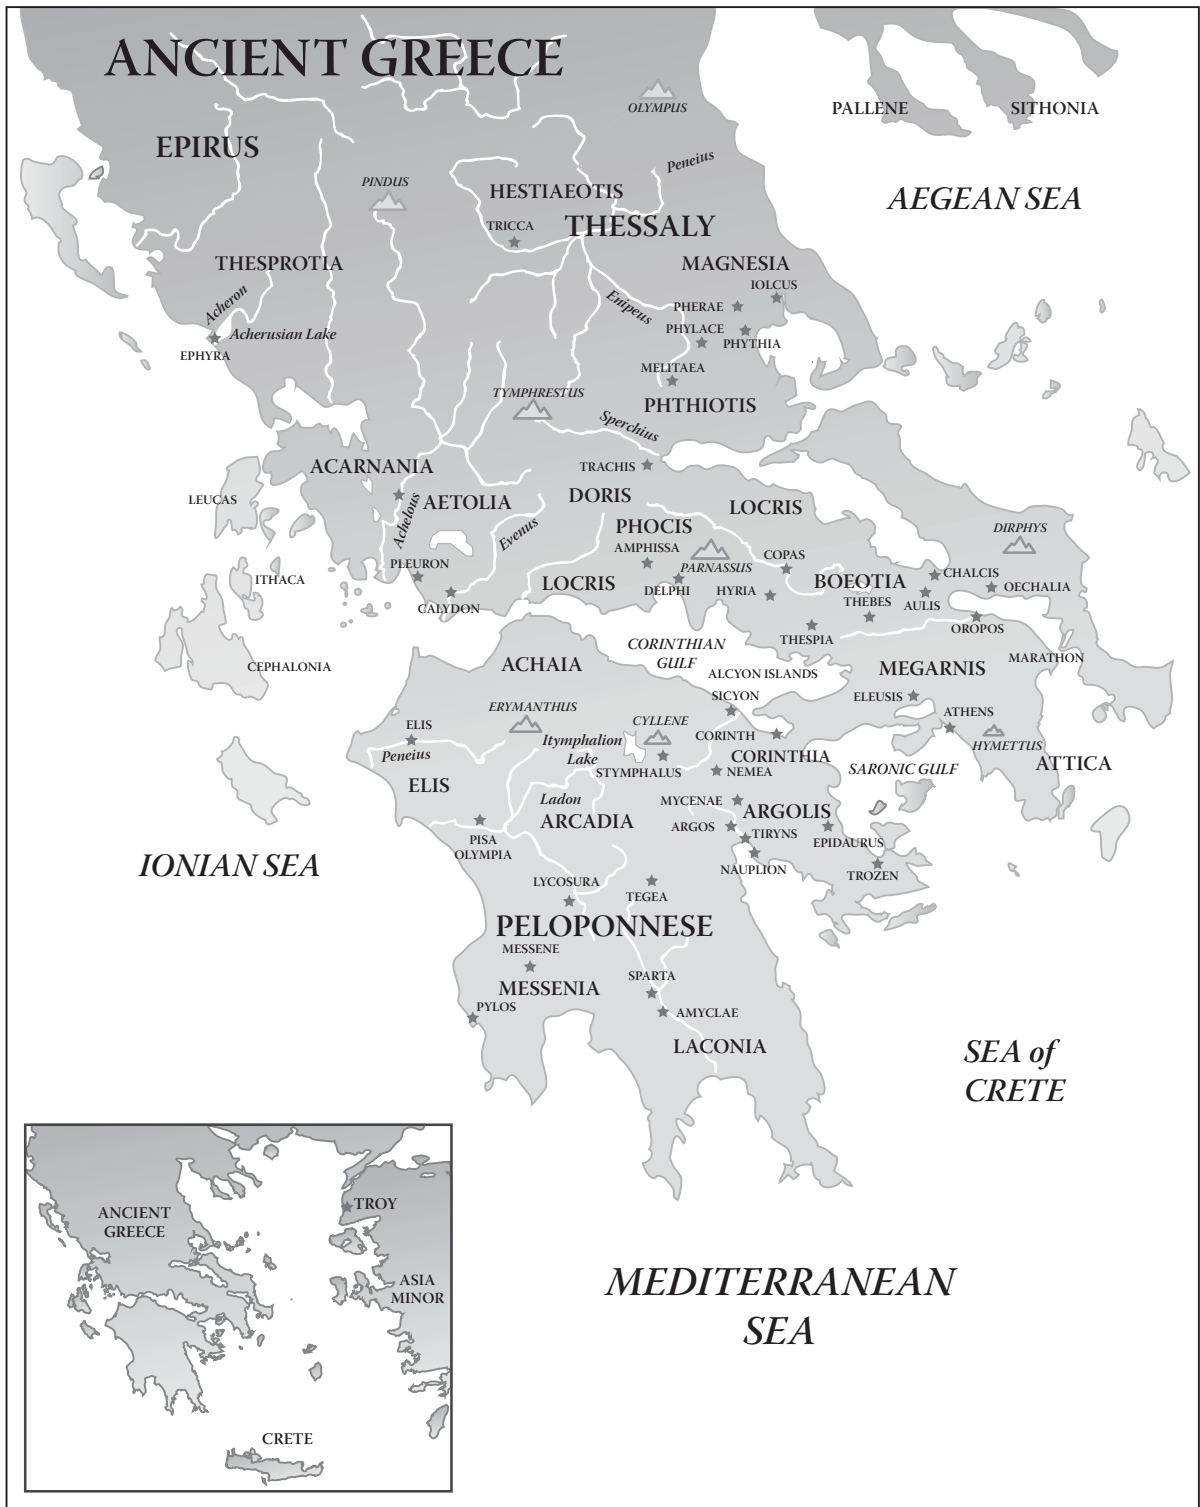 ANCIENT GREECE
OLYMPUS
PALLENE
SITHONIA
EPIRUS
Peneius
PINDUS
HESTIAEOTIS
AEGEAN SEA
TRICCA
THESSALY
THESPROTIA
MAGNESIA
IOLCUS
Acheron
Enipeus
PHERAE
Acherusian Lake
PHYLACE
PHYTHIA
EPHYRA
MELITAEA
TYMPHRESTUS
PHTHIOTIS
Sperchius
ACARNANIA
TRACHIS
LEUCAS
AETOLIA
DORIS
LOCRIS
Achelous
Evenus
PHOCIS
DIRPHYS
AMPHISSA
COPAS
PLEURON
PARNASSUS
ITHACA
LOCRIS
DELPHI
HYRIA
BOEOTIA
CHALCIS
OECHALIA
CALYDON
THEBES
AULIS
THESPIA
OROPOS
CORINTHIAN
GULF
ACHAIA
CEPHALONIA
ALCYON ISLANDS
MEGARNIS
MARATHON
SICYON
ELEUSIS
ERYMANTHUS
CYLLENE
ATHENS
ELIS
CORINTH
Itymphalion
Lake
HYMETTUS
Peneius
CORINTHIA
STYMPHALUS
NEMEA
SARONIC GULF
ATTICA
ELIS
Ladon
MYCENAE
ARGOLIS
ARCADIA
ARGOS
TIRYNS
EPIDAURUS
PISA
OLYMPIA
IONIAN SEA
NAUPLION
TROZEN
LYCOSURA
TEGEA
PELOPONNESE
MESSENE
SPARTA
MESSENIA
PYLOS
AMYCLAE
LACONIA
SEA of
CRETE
TROY
ANCIENT
GREECE
ASIA
MINOR
CRETE
MEDITERRANEAN
SEA